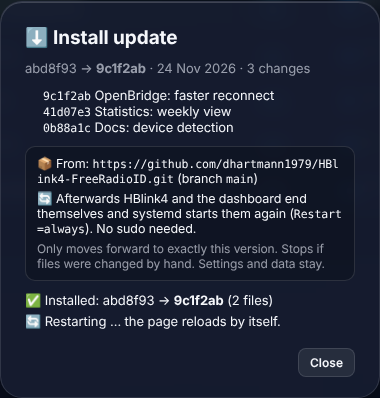 ⬇️ Install update
abd8f93 → 9c1f2ab · 24 Nov 2026 · 3 changes
9c1f2ab OpenBridge: faster reconnect
41d07e3 Statistics: weekly view
0b88a1c Docs: device detection
📦 From: https://github.com/dhartmann1979/HBl
ink4-FreeRadioID.git (branch main)
🔄 Afterwards HBlink4 and the dashboard end
themselves and systemd starts them again (Restart
=always). No sudo needed.
Only moves forward to exactly this version. Stops if
files were changed by hand. Settings and data stay.
✅ Installed: abd8f93 → 9c1f2ab (2 files)
🔄 Restarting ... the page reloads by itself.
Close